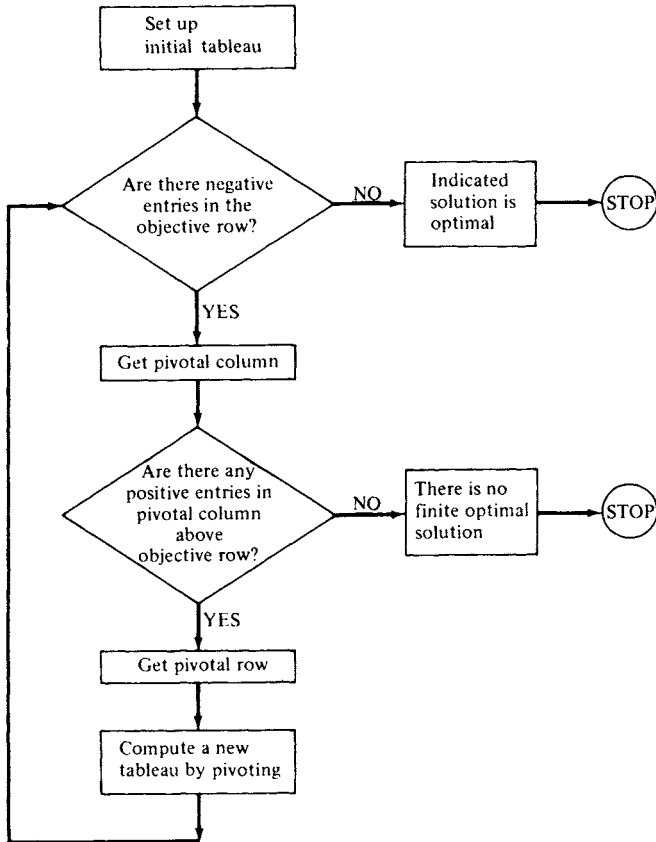 Set up
initial tableau
Are there negative
entries in the
objective row?
NO
Indicated
solution is
optimal
STOP
YES
Get pivotal column
Are there any
positive entries in
pivotal column
above
objective row?
NO
There is no
finite optimal
solution
STOP
YES
Get pivotal row
Compute a new
tableau by pivoting